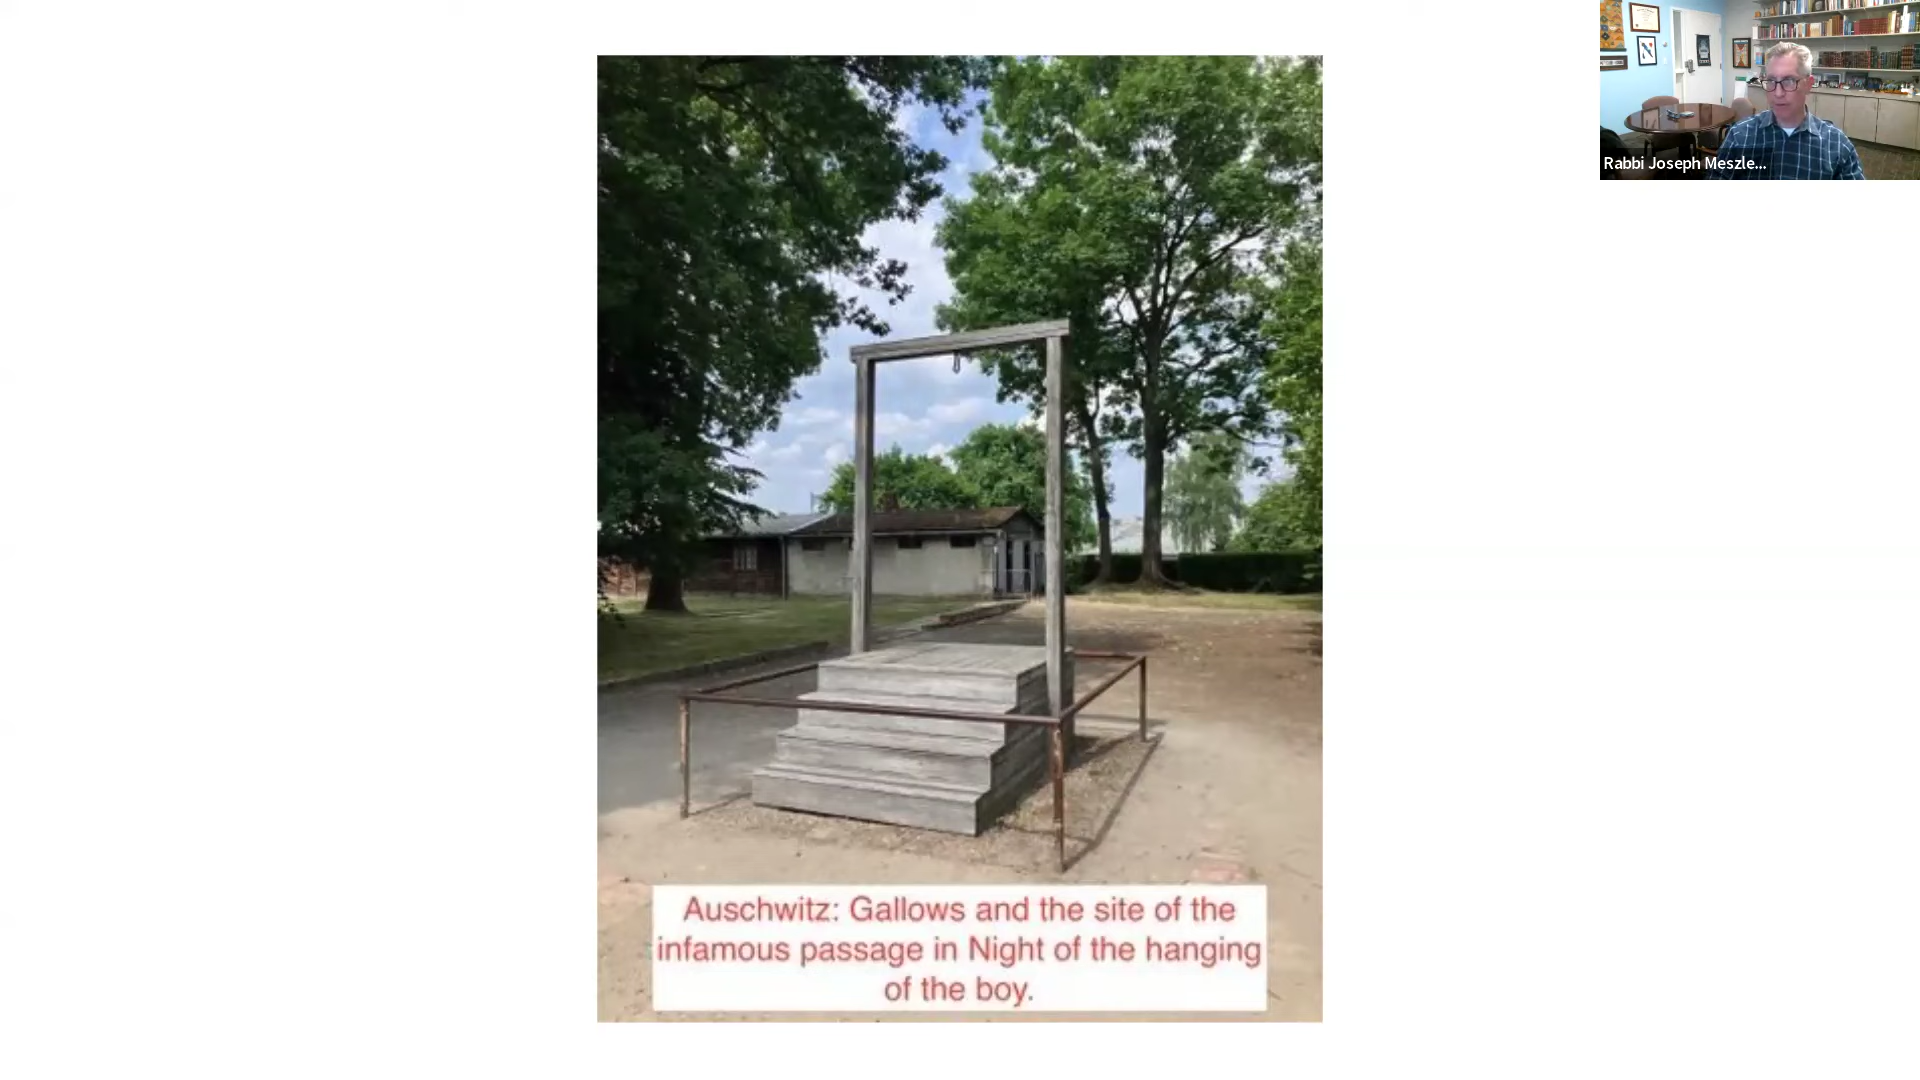 Rabbi Joseph Meszle...
Auschwitz: Gallows and the site of the
infamous passage in Night of the hanging
of the boy.